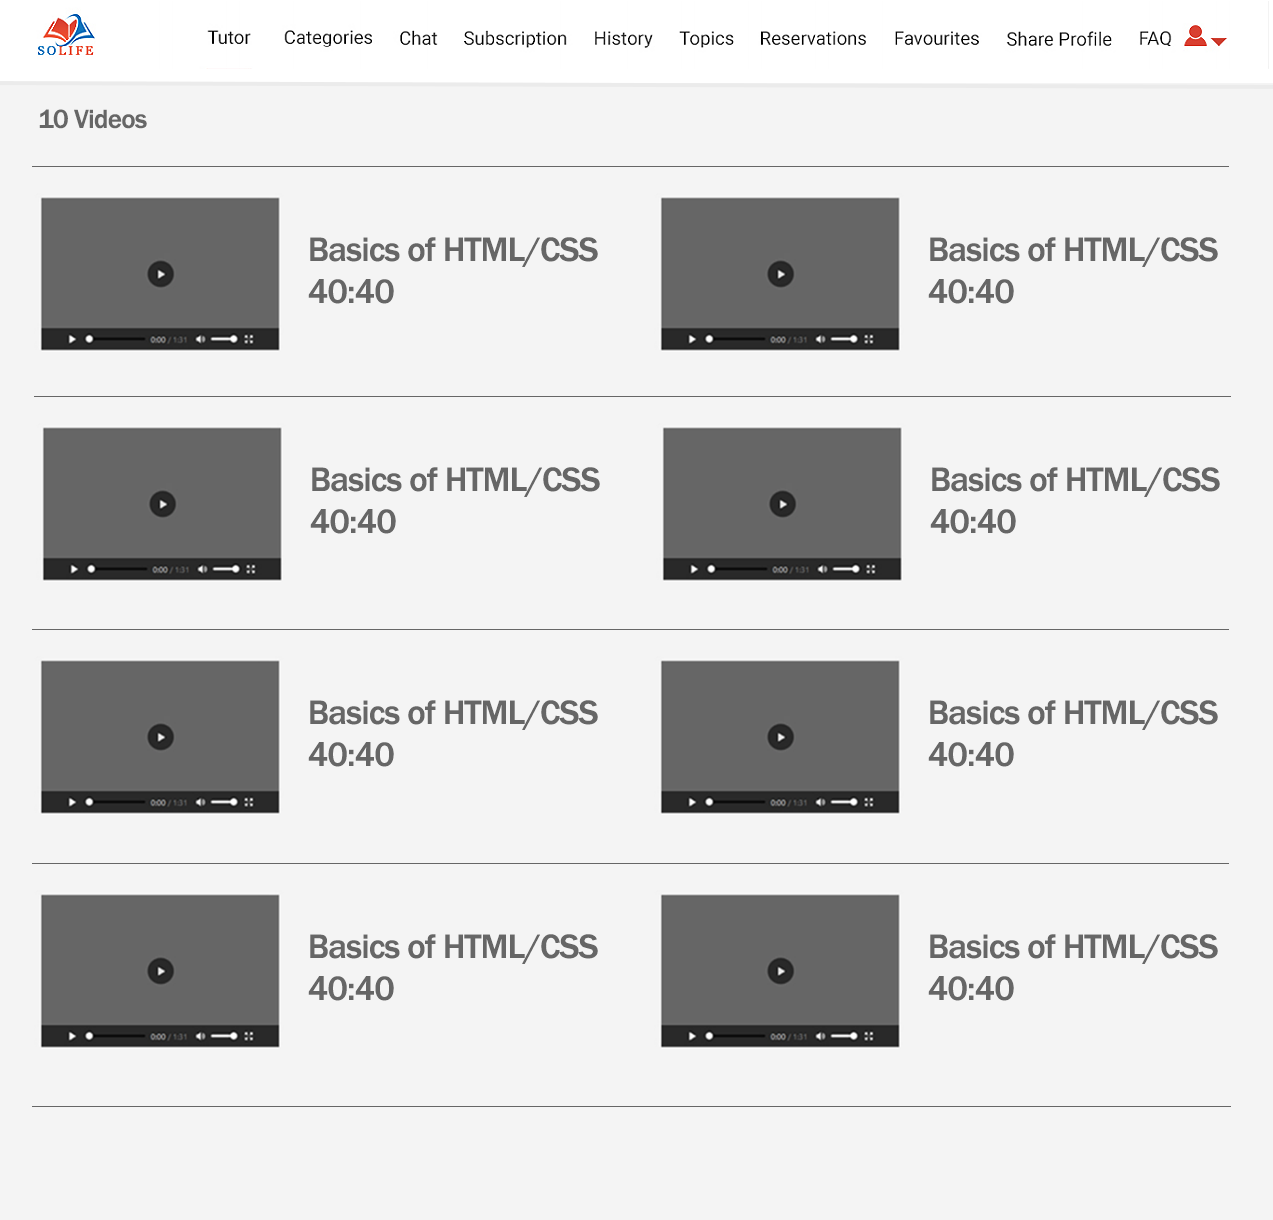 SOLIFE
Tutor Categories Chat Subscription History Topics Reservations Favourites Share Profile FAQ
10 Videos
Basics of HTML/CSS
40:40
0:00 / 1:31
Basics of HTML/CSS
40:40
0:00 / 1:31
Basics of HTML/CSS
40:40
0:00 / 1:31
Basics of HTML/CSS
40:40
0:00 / 1:31
Basics of HTML/CSS
40:40
0:00 / 1:31
Basics of HTML/CSS
40:40
0:00 / 1:31
Basics of HTML/CSS
40:40
0:00 / 1:31
Basics of HTML/CSS
40:40
0:00 / 1:31